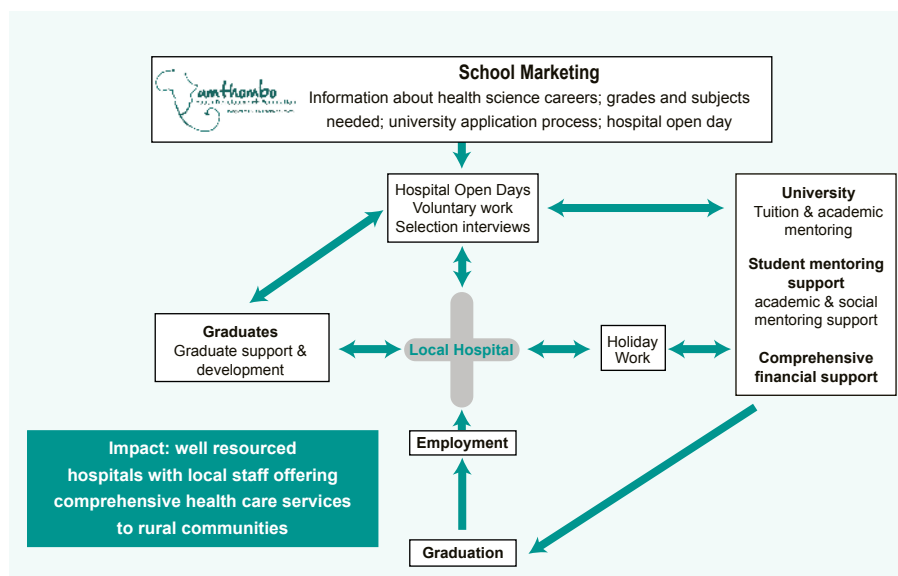 School Marketing
Information about health science careers; grades and subjects
needed; university application process; hospital open day
Hospital Open Days
Voluntary work
Selection interviews
University
Tuition & academic
mentoring
Student mentoring
support
academic & social
mentoring support
Comprehensive
financial support
Graduates
Graduate support &
development
Local Hospital
Holiday
Work
Employment
Impact: well resourced
hospitals with local staff offering
comprehensive health care services
to rural communities
Graduation